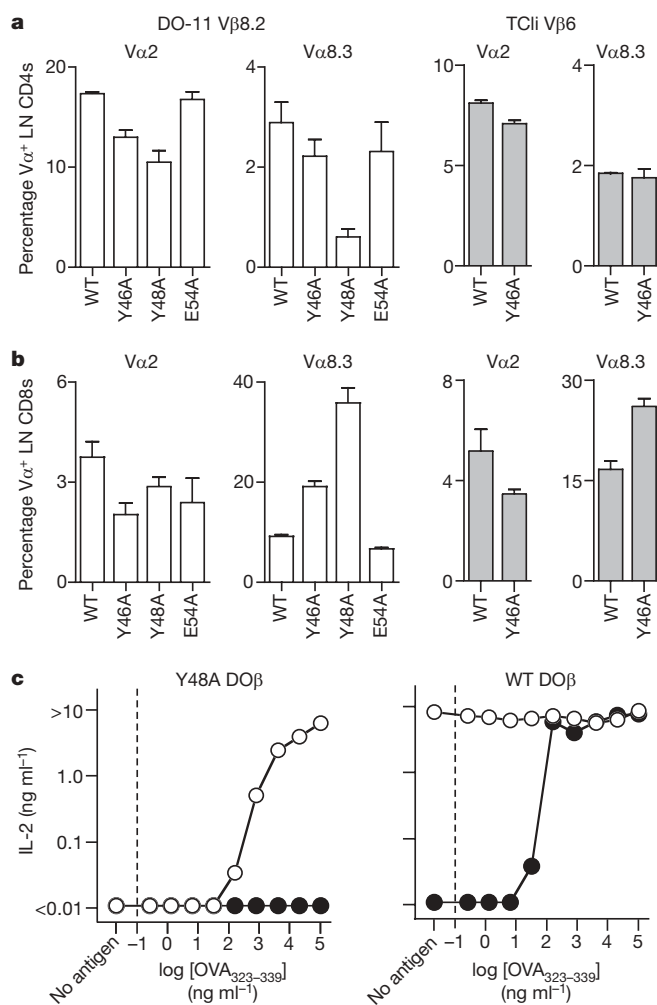 a
DO-11 Vβ8.2
TCli Vβ6
Vα2
Vα8.3
Vα2
Vα8.3
Percentage Vα+ LN CD4s
20
10
0
4
2
0
10
5
0
4
2
0
WT
Y46A
Y48A
E54A
WT
Y46A
Y48A
E54A
WT
Y46A
WT
Y46A
b
Vα2
Vα8.3
Vα2
Vα8.3
Percentage Vα+ LN CD8s
6
3
0
40
20
0
8
4
0
30
15
0
WT
Y46A
Y48A
E54A
WT
Y46A
Y48A
E54A
WT
Y46A
WT
Y46A
c
Y48A DOβ
WT DOβ
IL-2 (ng ml−1)
>10
1.0
0.1
<0.01
No antigen
−1 0 1 2 3 4 5
log [OVA323–339]
(ng ml−1)
No antigen
−1 0 1 2 3 4 5
log [OVA323–339]
(ng ml−1)